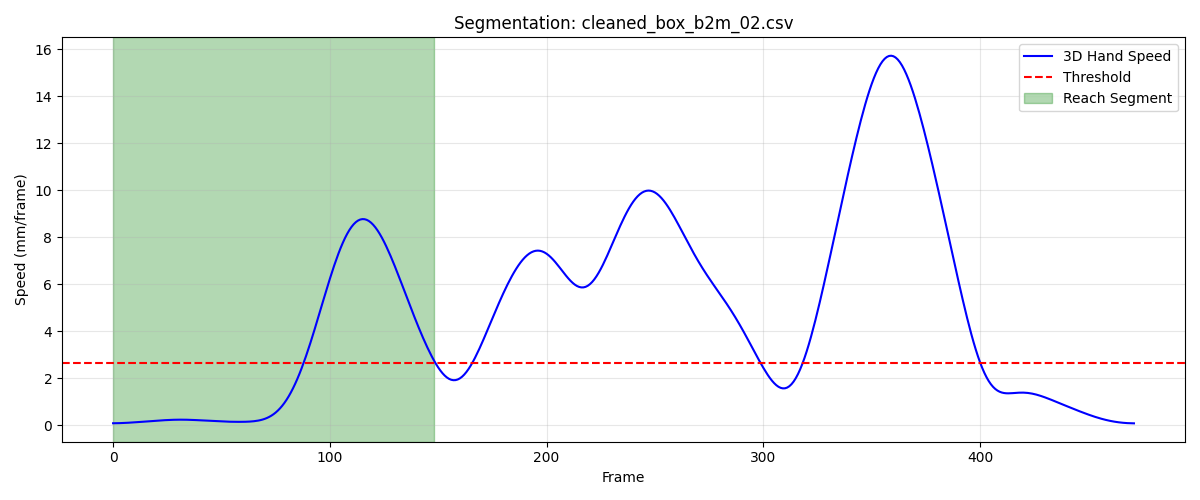 Segmentation: cleaned_box_b2m_02.csv
3D Hand Speed
Threshold
Reach Segment
Speed (mm/frame)
16
14
12
10
8
6
4
2
0
0 100 200 300 400
Frame